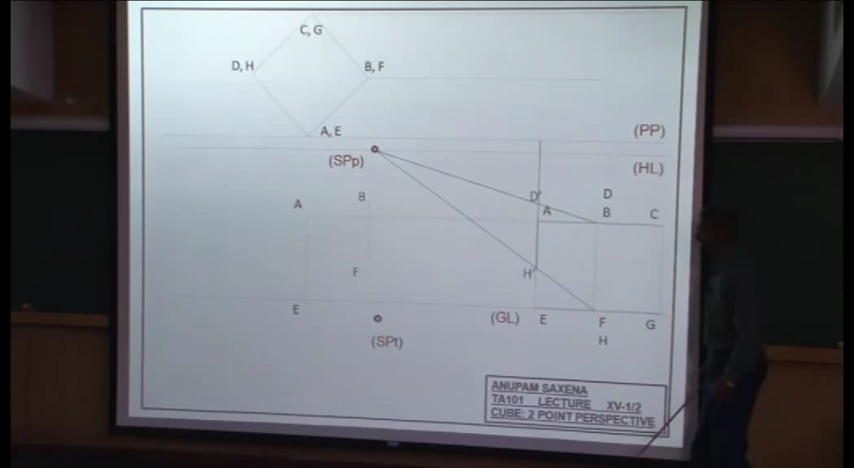 C, G
D, H
B, F
A, E
(PP)
(SPp)
(HL)
A
B
D'
A
D
B
C
F
H'
E
(GL)
E
F
G
(SPt)
H
ANUPAM SAXENA
TA101 LECTURE XV-1/2
CUBE: 2 POINT PERSPECTIVE